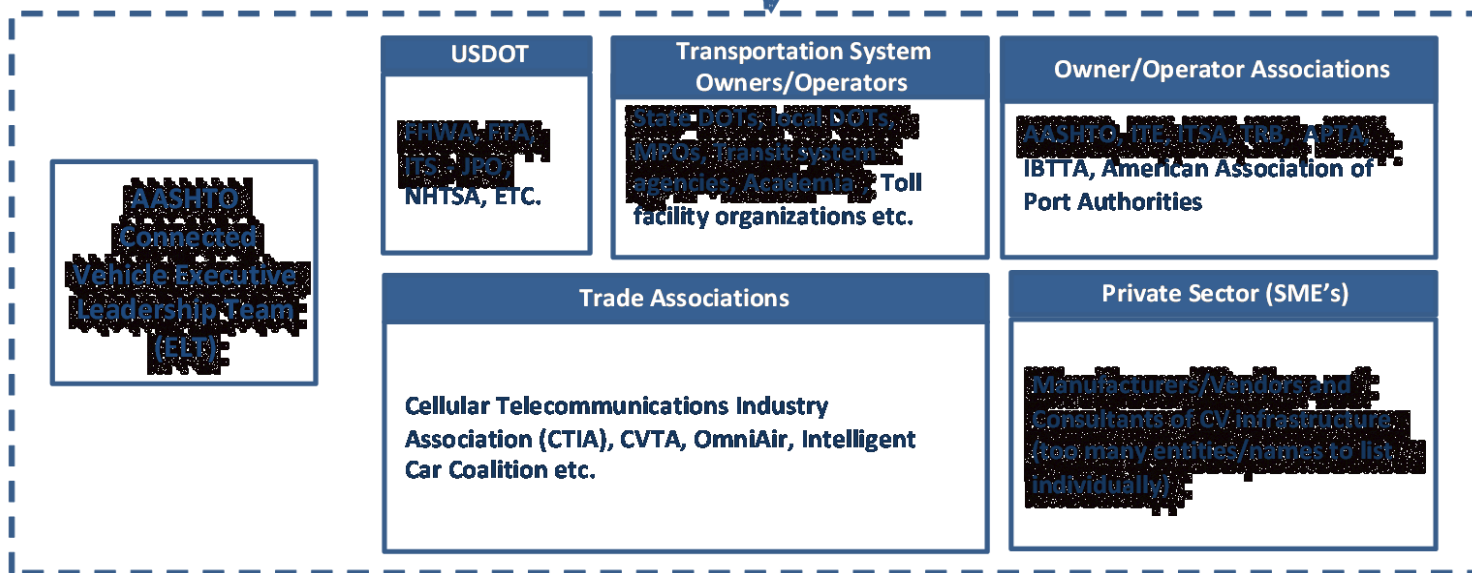 USDOT
FHWA, FTA,
ITS - JPO,
NHTSA, ETC.
Transportation System
Owners/Operators
State DOTs, local DOTs,
MPOs, Transit system
agencies, Academia , Toll
facility organizations etc.
Owner/Operator Associations
AASHTO, ITE, ITSA, TRB, APTA,
IBTTA, American Association of
Port Authorities
AASHTO
Connected
Vehicle Executive
Leadership Team
(ELT)
Trade Associations
Cellular Telecommunications Industry
Association (CTIA), CVTA, OmniAir, Intelligent
Car Coalition etc.
Private Sector (SME's)
Manufacturers/Vendors and
Consultants of CV infrastructure
(too many entities/names to list
individually)